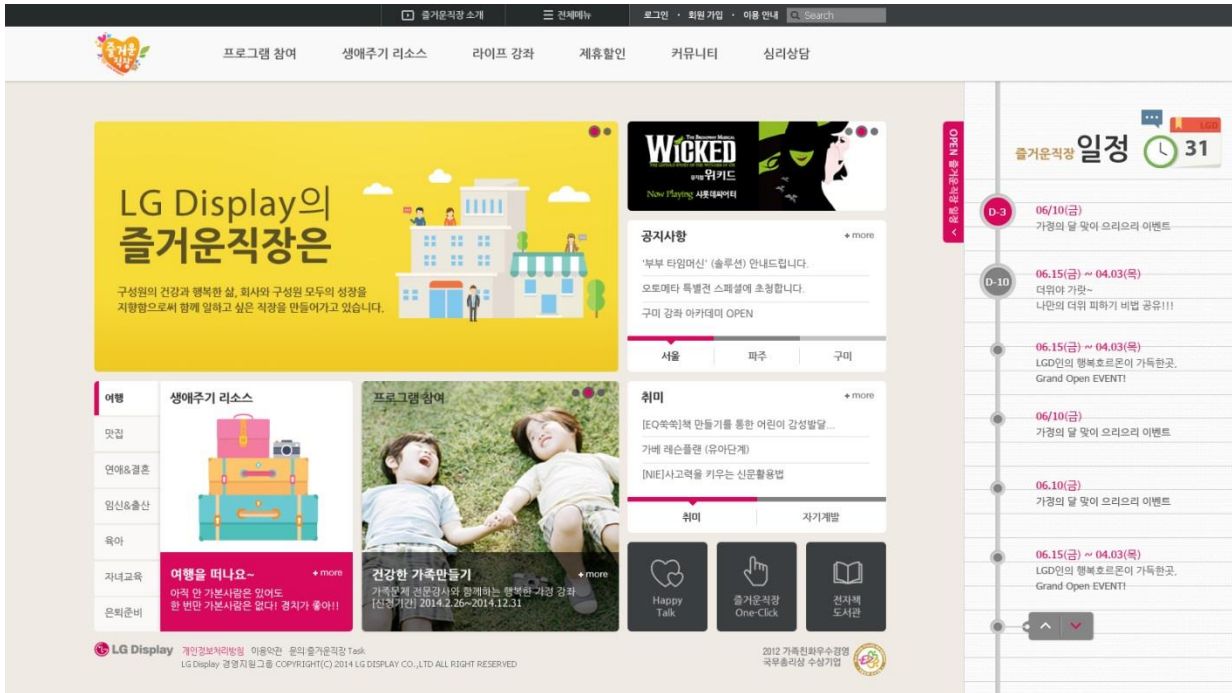 즐거운직장 소개
전체메뉴
로그인 · 회원 가입 · 이용 안내
Search
즐거운
직장
프로그램 참여
생애주기 리소스
라이프 강좌
제휴할인
커뮤니티
심리상담
LG Display의
즐거운직장은
구성원의 건강과 행복한 삶, 회사와 구성원 모두의 성장을
지향함으로써 함께 일하고 싶은 직장을 만들어가고 있습니다.
THE BROADWAY MUSICAL
WICKED
뮤지컬 위키드
Now Playing 샤롯데씨어터
공지사항
+ more
'부부 타임머신' (솔루션) 안내드립니다.
오토메타 특별전 스페셜에 초청합니다.
구미 강좌 아카데미 OPEN
서울
파주
구미
여행
맛집
연애&결혼
임신&출산
육아
자녀교육
은퇴준비
생애주기 리소스
여행을 떠나요~
+ more
아직 안 가본사람은 있어도
한 번만 가본사람은 없다! 경치가 좋아!!
프로그램 참여
건강한 가족만들기
+ more
가족문제 전문강사와 함께하는 행복한 가정 강좌
[신청기간] 2014.2.26~2014.12.31
취미
+ more
[EQ쑥쑥]책 만들기를 통한 어린이 감성발달...
가베 레슨플랜 (유아단계)
[NIE]사고력을 키우는 신문활용법
취미
자기계발
Happy
Talk
즐거운직장
One-Click
전자책
도서관
OPEN 즐거운직장 일정
즐거운직장 일정
LGD
31
D-3
06/10(금)
가정의 달 맞이 으리으리 이벤트
D-10
06.15(금) ~ 04.03(목)
더위야 가랏~
나만의 더위 피하기 비법 공유!!!
06.15(금) ~ 04.03(목)
LGD인의 행복호르몬이 가득한곳,
Grand Open EVENT!
06/10(금)
가정의 달 맞이 으리으리 이벤트
06.10(금)
가정의 달 맞이 으리으리 이벤트
06.15(금) ~ 04.03(목)
LGD인의 행복호르몬이 가득한곳,
Grand Open EVENT!
LG Display
개인정보처리방침 이용약관 문의:즐거운직장 Task
LG Display 경영지원그룹 COPYRIGHT(C) 2014 LG DISPLAY CO.,LTD ALL RIGHT RESERVED
2012 가족친화우수경영
국무총리상 수상기업